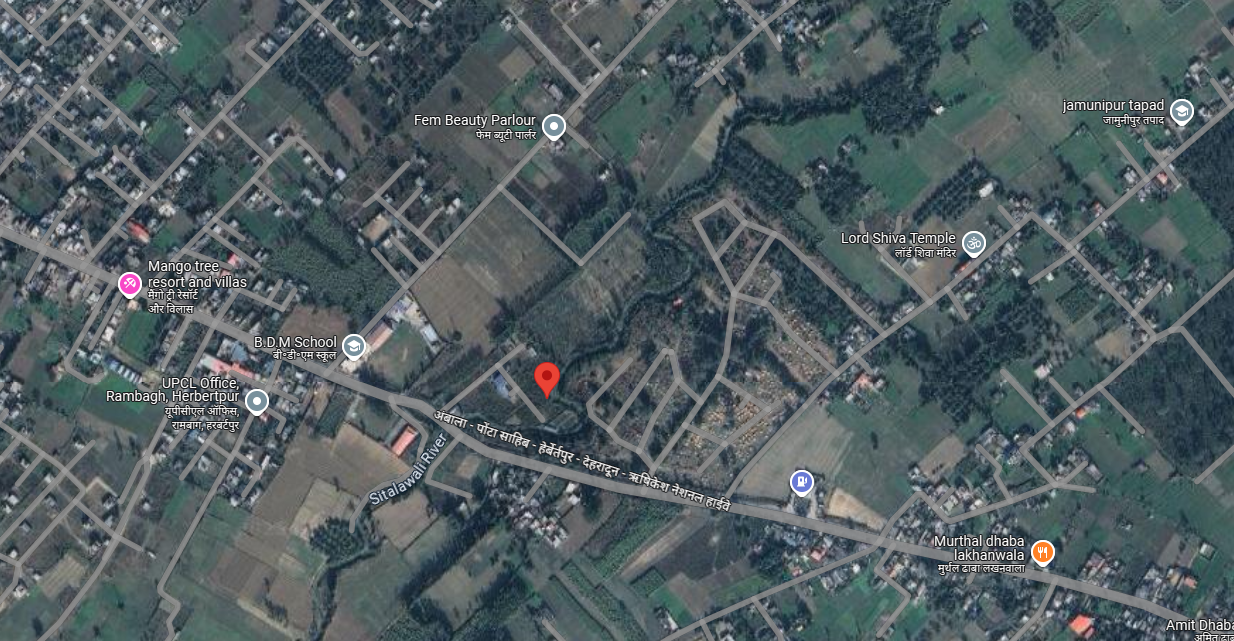 jamunipur tapad
जामुनीपुर तपाद
Fem Beauty Parlour
फेम ब्यूटी पार्लर
Lord Shiva Temple
लॉर्ड शिवा मंदिर
Mango tree
resort and villas
मैंगो ट्री रेसॉर्ट
और विलास
B.D.M School
बी॰डी॰एम स्कूल
UPCL Office,
Rambagh, Herbertpur
यूपीसीएल ऑफ़िस,
रामबाग, हरबर्टपुर
अंबाला - पोंटा साहिब - हेर्बेर्तपुर - देहरादून - ऋषिकेश नेशनल हाईवे
Sitalawali River
Murthal dhaba
lakhanwala
मुर्थल ढाबा लखनवाला
Amit Dhaba